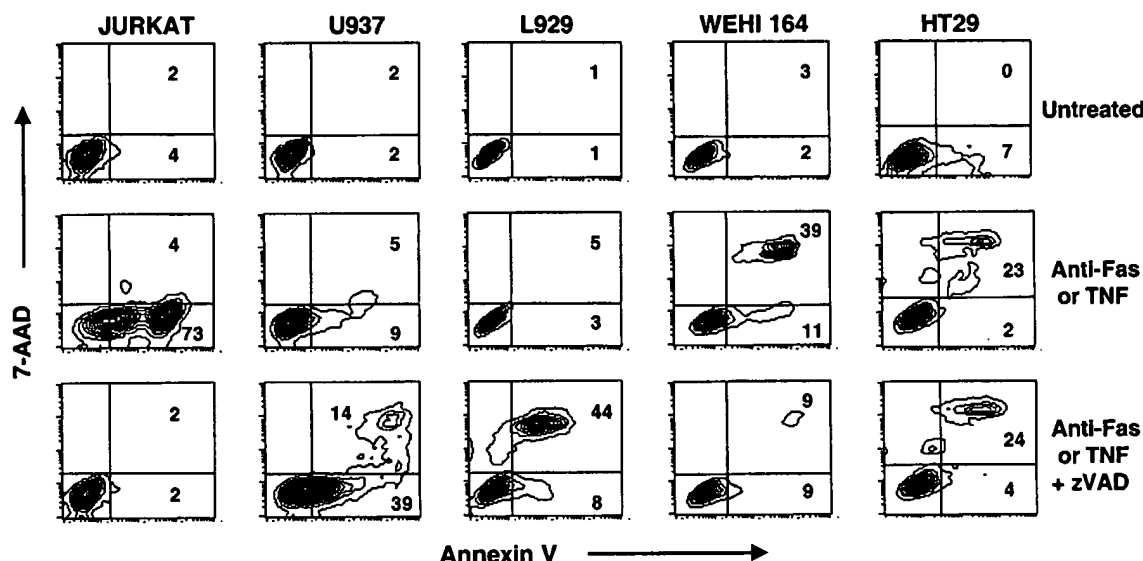 JURKAT U937 L929 WEHI 164 HT29
2 2 1 3 0
Untreated
4 2 1 2 7
4 5 5 39 23
Anti-Fas
or TNF
73 9 3 11 2
2 14 44 9 24
Anti-Fas
or TNF
+ zVAD
2 39 8 9 4
7-AAD
Annexin V